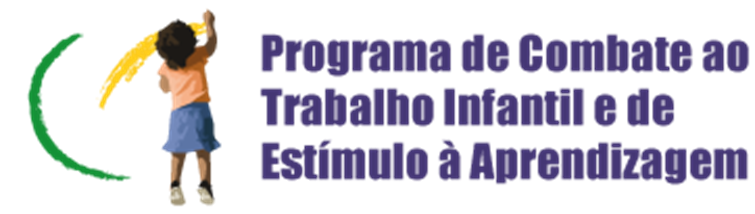 Programa de Combate ao
Trabalho Infantil e de
Estímulo à Aprendizagem